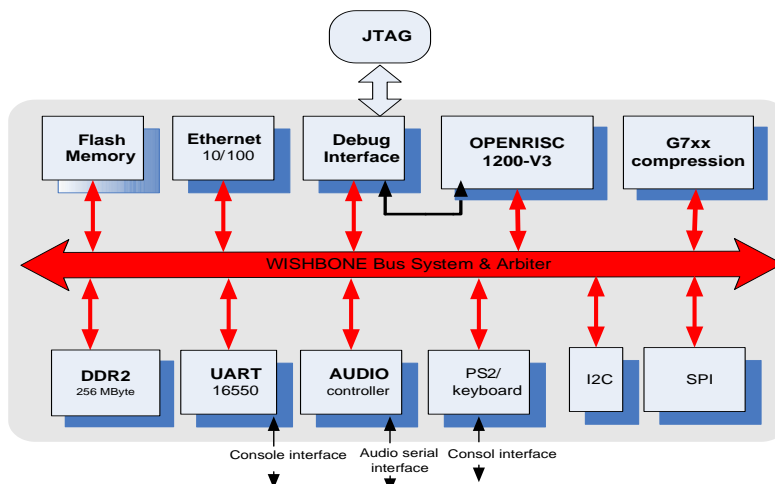 JTAG
Flash
Memory
Ethernet
10/100
Debug
Interface
OPENRISC
1200-V3
G7xx
compression
WISHBONE Bus System & Arbiter
DDR2
256 MByte
UART
16550
AUDIO
controller
PS2/
keyboard
I2C
SPI
Console interface
Audio serial
interface
Consol interface